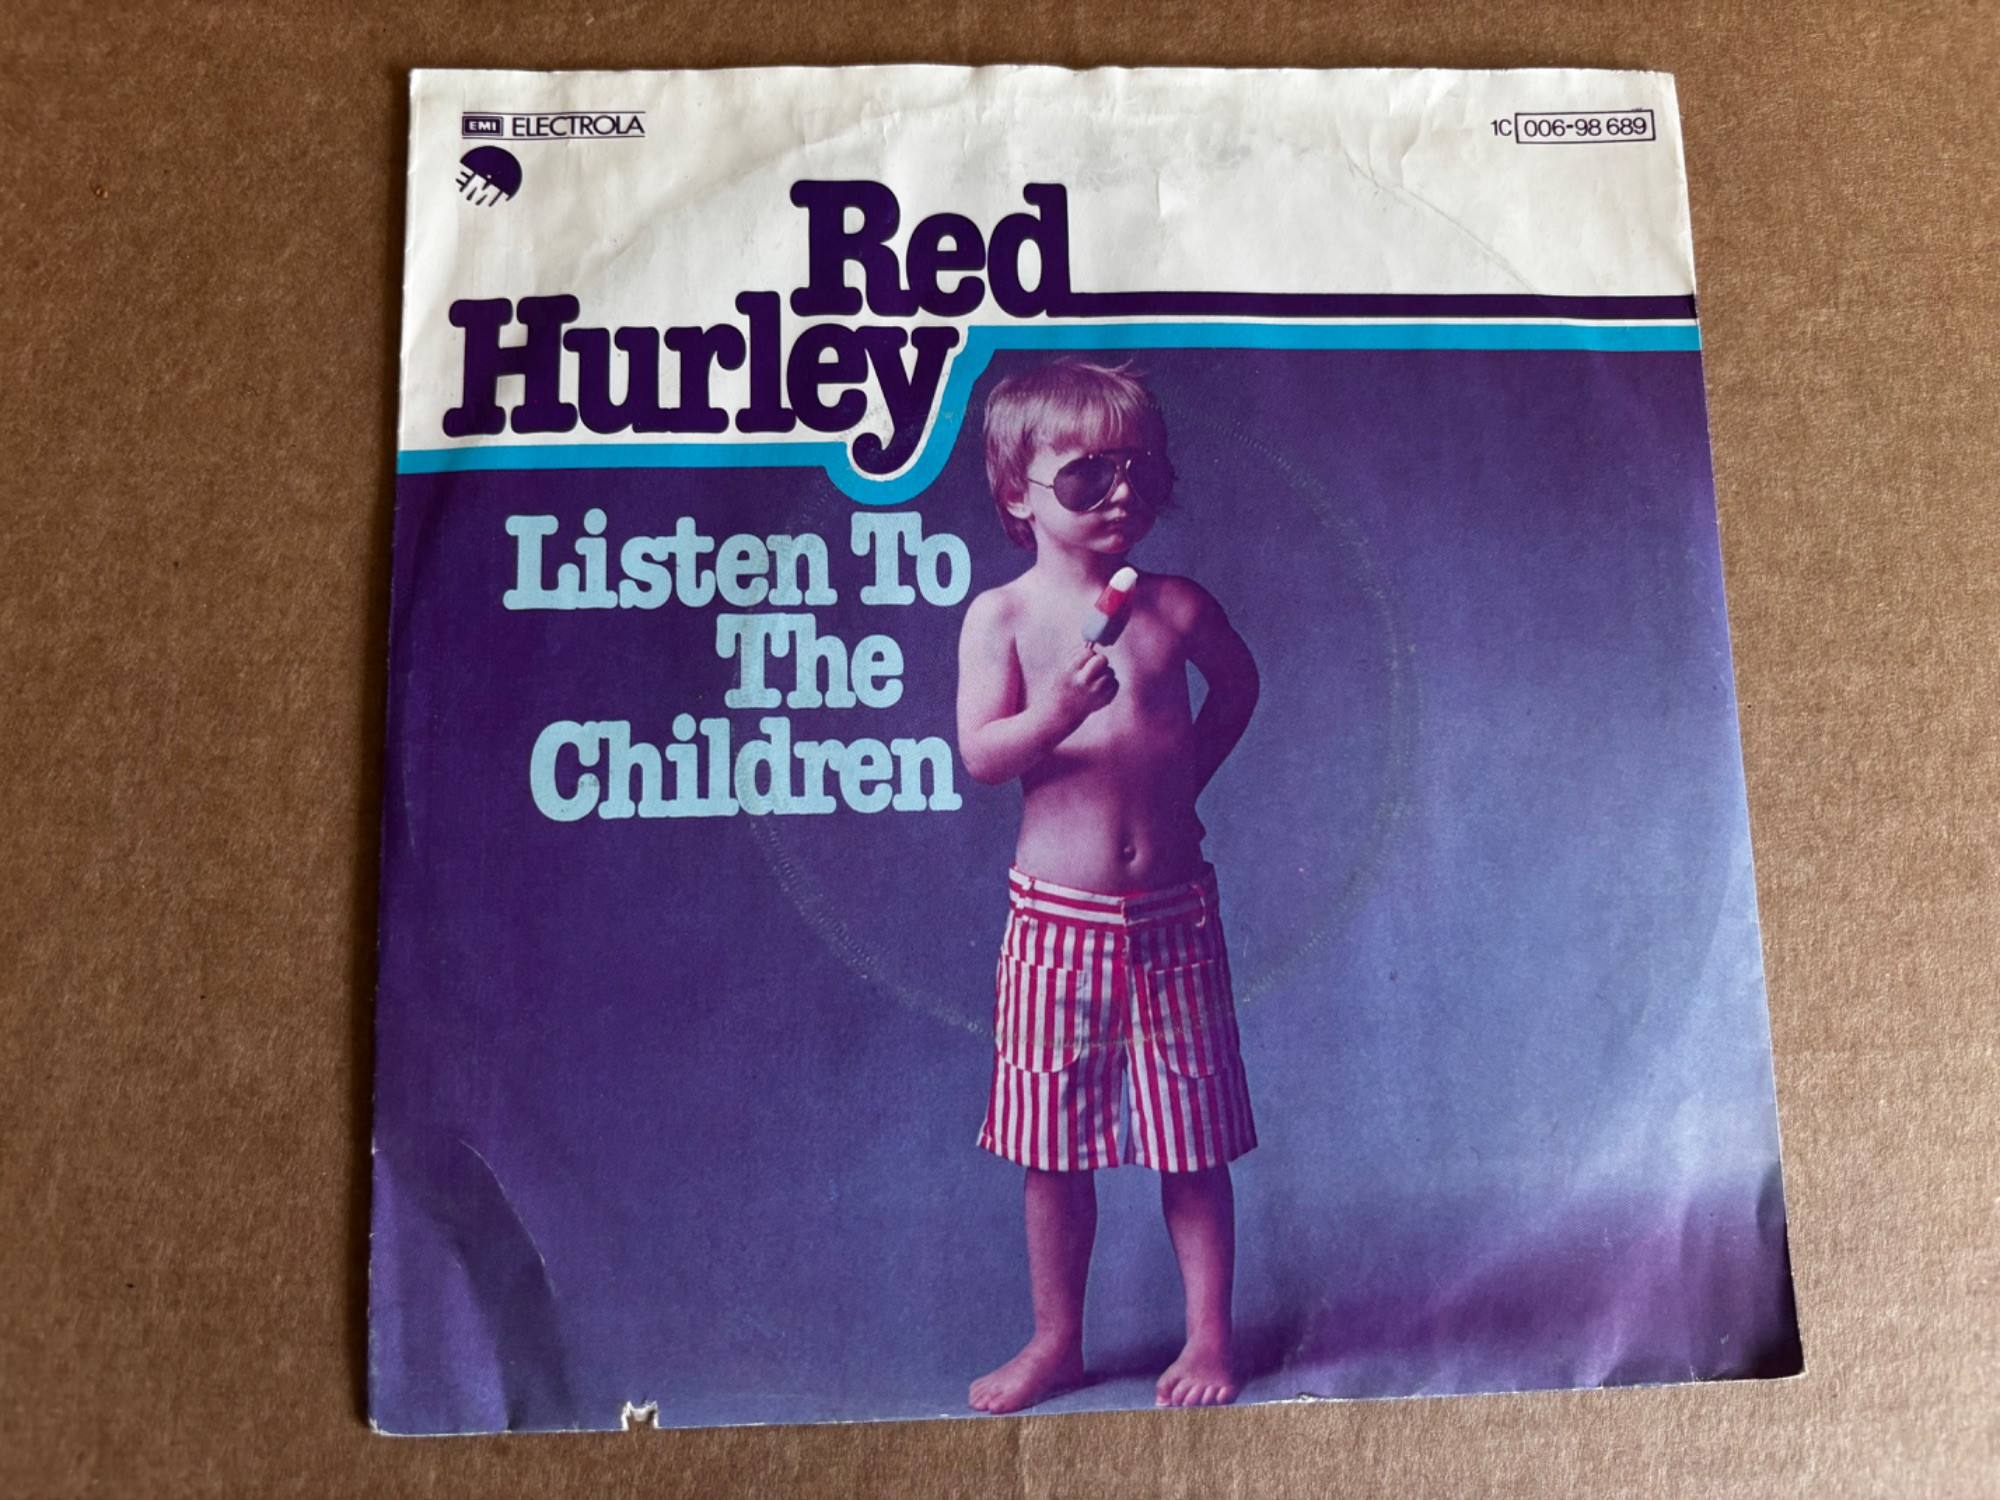 EMI ELECTROLA
EMI
1C 006-98 689
Red
Hurley
Listen To
The
Children